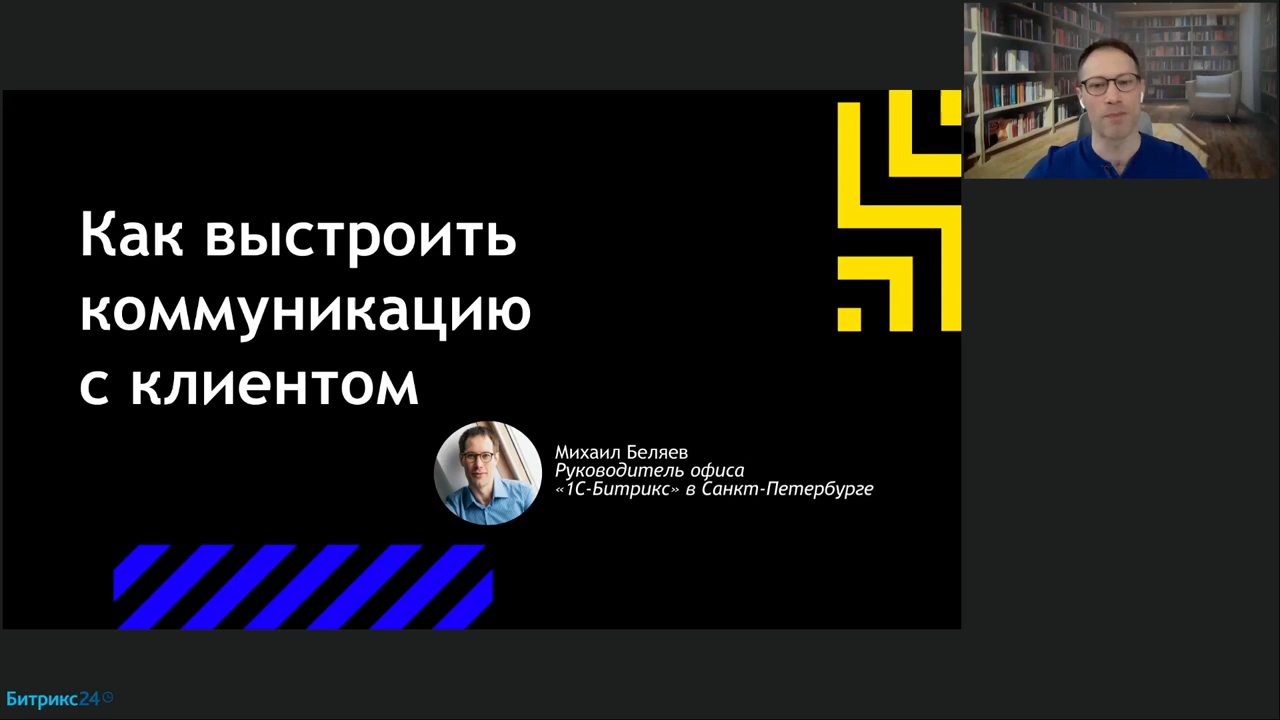 Как выстроить
коммуникацию
с клиентом
Михаил Беляев
Руководитель офиса
«1С-Битрикс» в Санкт-Петербурге
Битрикс24